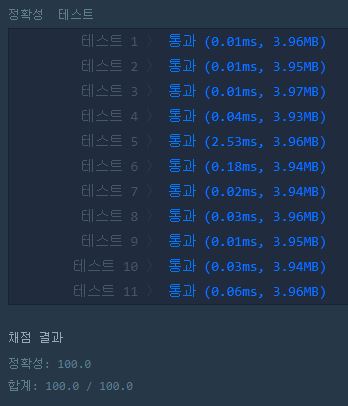 정확성  테스트
테스트 1 〉 통과 (0.01ms, 3.96MB)
테스트 2 〉 통과 (0.01ms, 3.95MB)
테스트 3 〉 통과 (0.01ms, 3.97MB)
테스트 4 〉 통과 (0.04ms, 3.93MB)
테스트 5 〉 통과 (2.53ms, 3.96MB)
테스트 6 〉 통과 (0.18ms, 3.94MB)
테스트 7 〉 통과 (0.02ms, 3.94MB)
테스트 8 〉 통과 (0.03ms, 3.96MB)
테스트 9 〉 통과 (0.01ms, 3.95MB)
테스트 10 〉 통과 (0.03ms, 3.94MB)
테스트 11 〉 통과 (0.06ms, 3.96MB)
채점 결과
정확성: 100.0
합계: 100.0 / 100.0